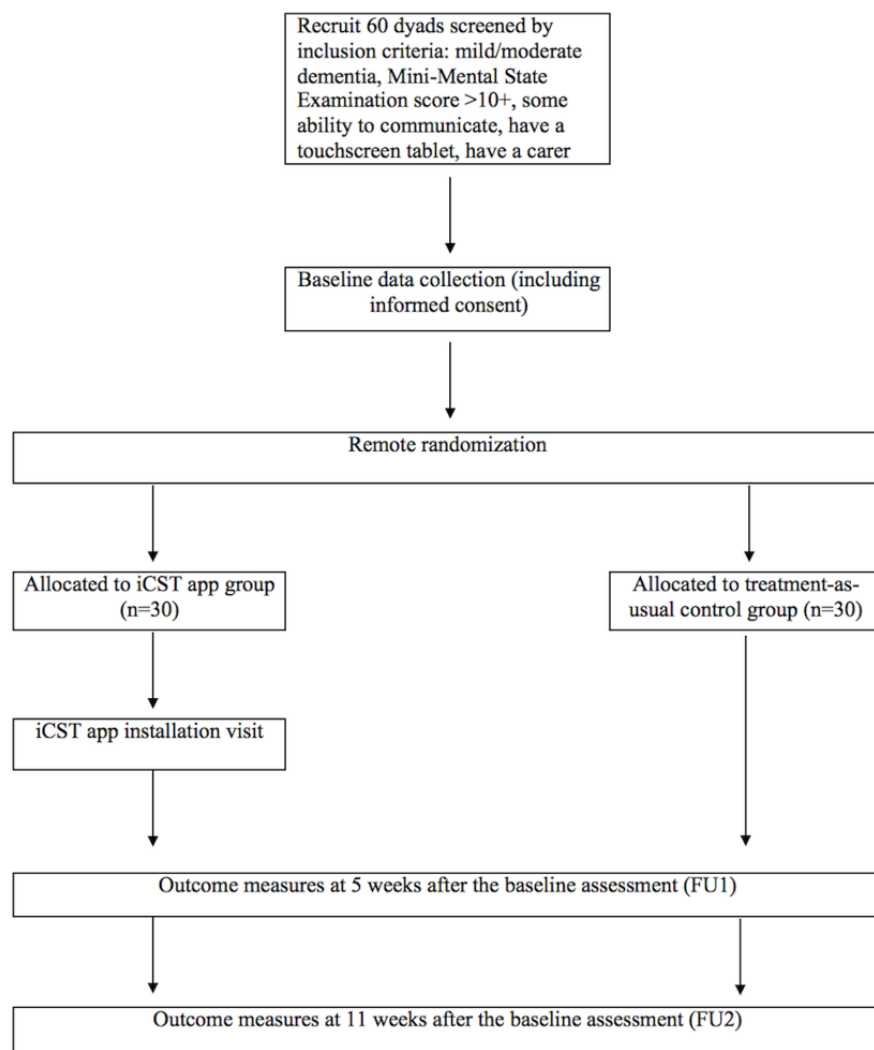 Recruit 60 dyads screened by
inclusion criteria: mild/moderate
dementia, Mini-Mental State
Examination score >10+, some
ability to communicate, have a
touchscreen tablet, have a carer
Baseline data collection (including
informed consent)
Remote randomization
Allocated to iCST app group
(n=30)
Allocated to treatment-as-
usual control group (n=30)
iCST app installation visit
Outcome measures at 5 weeks after the baseline assessment (FU1)
Outcome measures at 11 weeks after the baseline assessment (FU2)